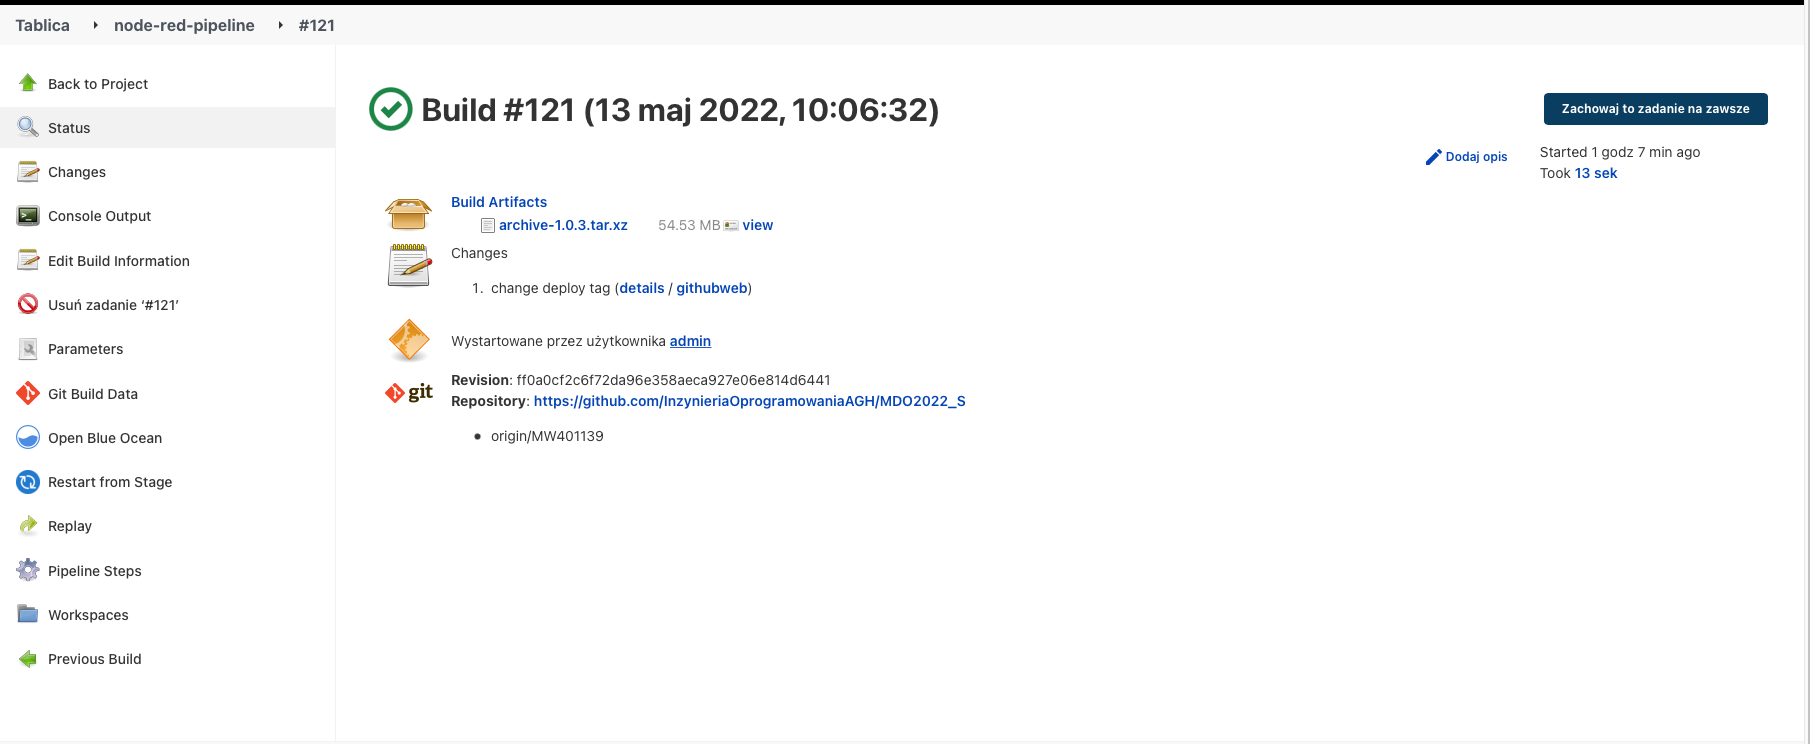 Tablica ‣ node-red-pipeline ‣ #121
Back to Project
Status
Changes
Console Output
Edit Build Information
Usuń zadanie ‘#121’
Parameters
Git Build Data
Open Blue Ocean
Restart from Stage
Replay
Pipeline Steps
Workspaces
Previous Build
Build #121 (13 maj 2022, 10:06:32)
Zachowaj to zadanie na zawsze
Dodaj opis
Started 1 godz 7 min ago
Took 13 sek
Build Artifacts
archive-1.0.3.tar.xz 54.53 MB view
Changes
1. change deploy tag (details / githubweb)
Wystartowane przez użytkownika admin
git
Revision: ff0a0cf2c6f72da96e358aeca927e06e814d6441
Repository: https://github.com/InzynieriaOprogramowaniaAGH/MDO2022_S
• origin/MW401139